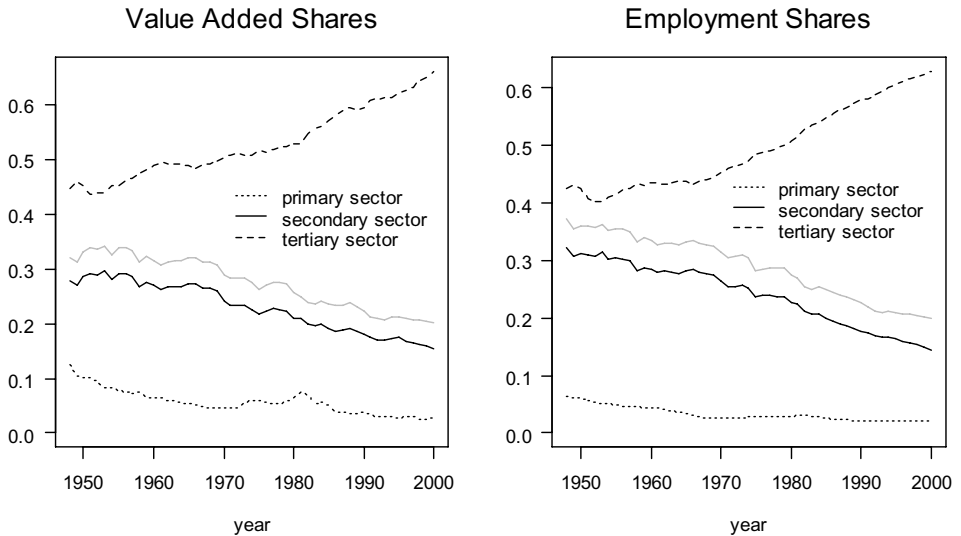 Value Added Shares
0.6
0.5
0.4
0.3
0.2
0.1
0.0
primary sector
secondary sector
tertiary sector
1950 1960 1970 1980 1990 2000
year
Employment Shares
0.6
0.5
0.4
0.3
0.2
0.1
0.0
primary sector
secondary sector
tertiary sector
1950 1960 1970 1980 1990 2000
year